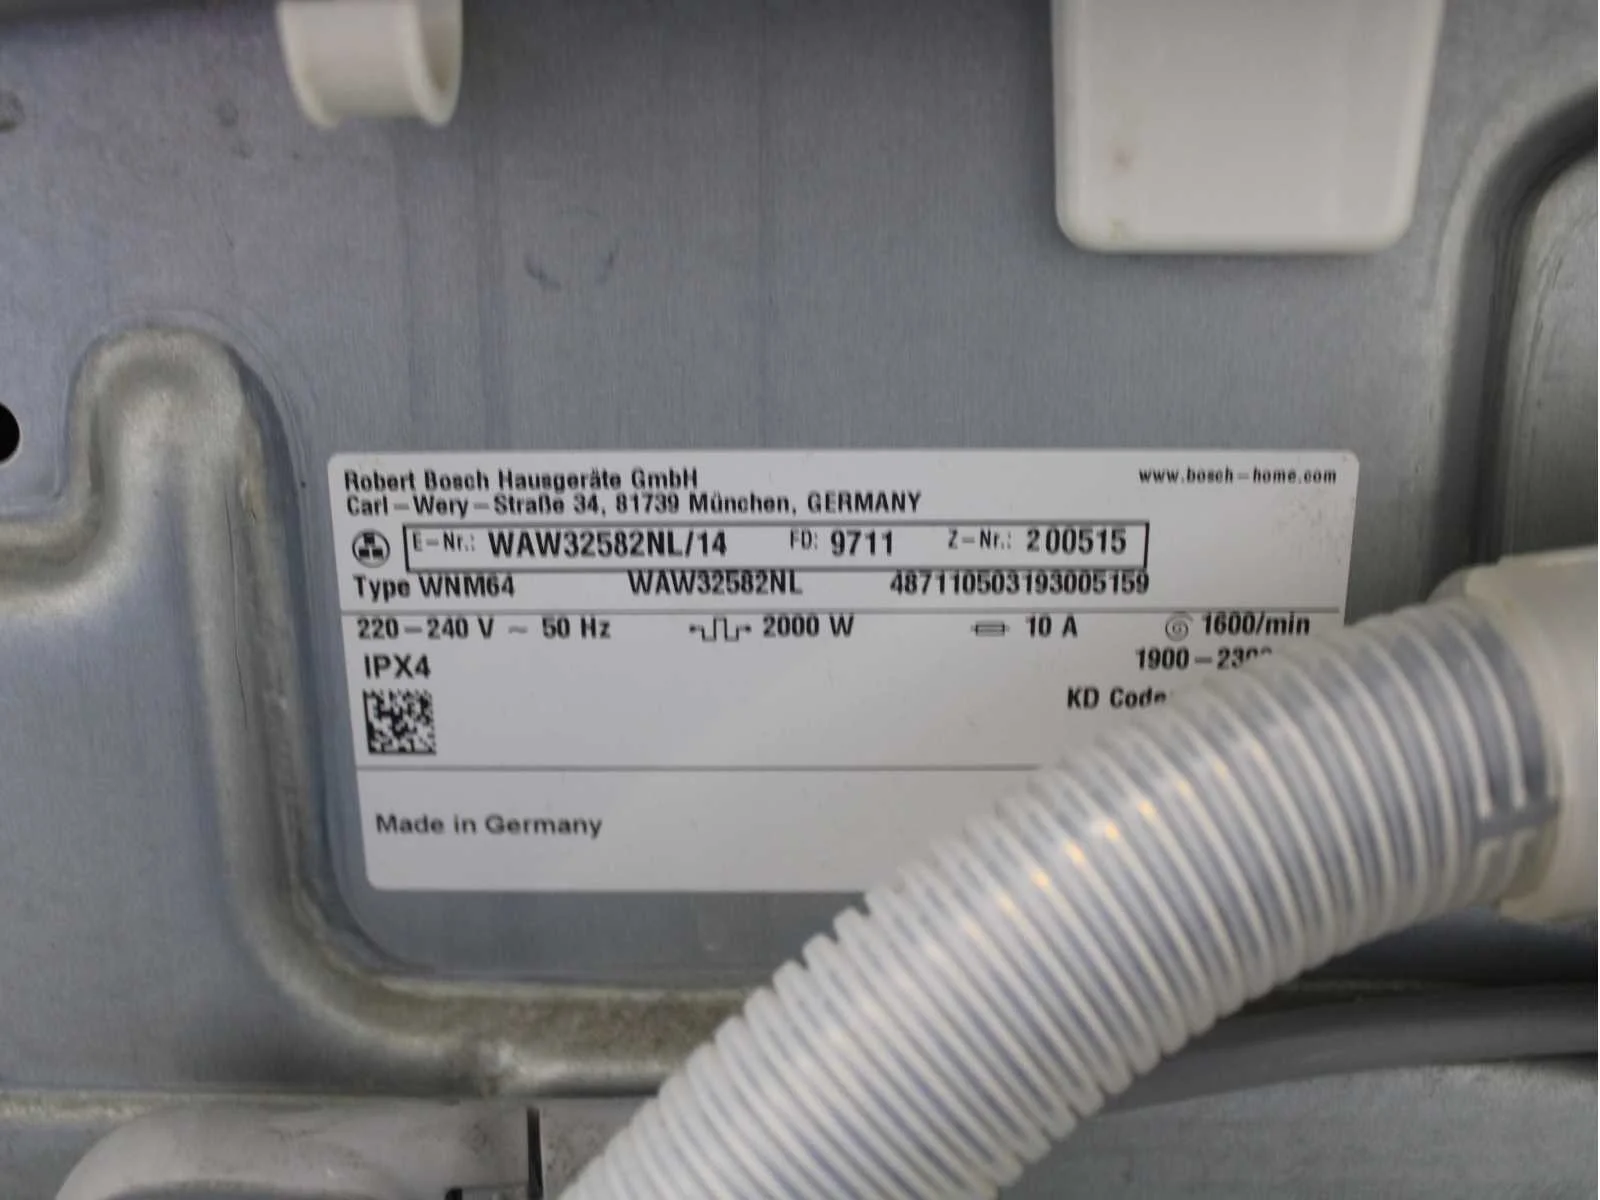 Robert Bosch Hausgeräte GmbH www.bosch-home.com
Carl-Wery-Straße 34, 81739 München, GERMANY
E-Nr.: WAW32582NL/14 FD: 9711 Z-Nr.: 200515
Type WNM64 WAW32582NL 487110503193005159
220-240 V ~ 50 Hz 2000 W 10 A 1600/min
IPX4 1900-
KD Code
Made in Germany